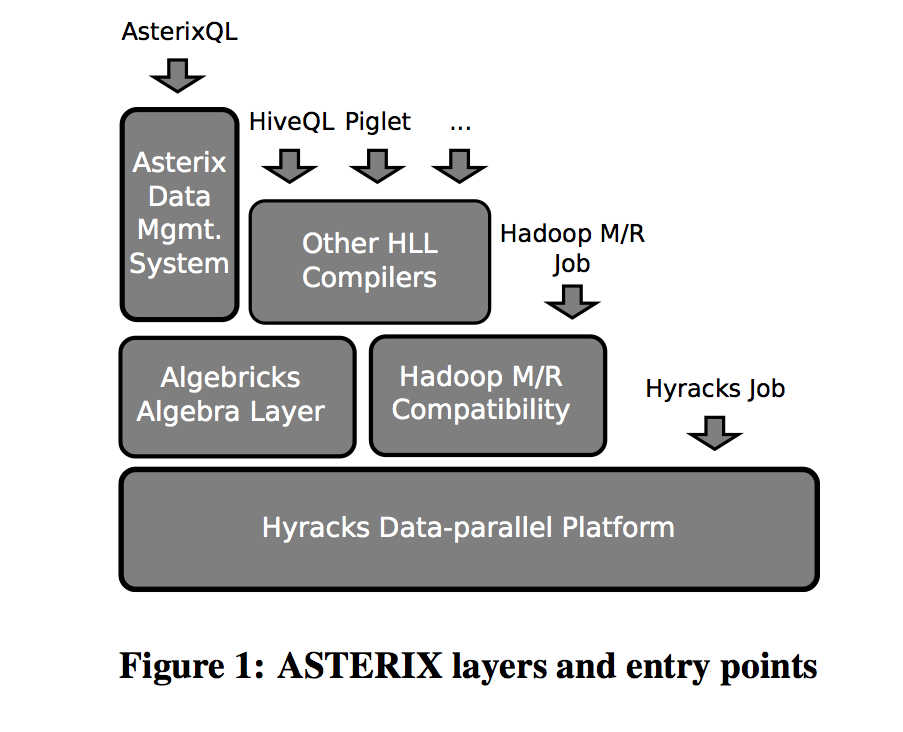 AsterixQL
HiveQL Piglet ...
Asterix
Data
Mgmt.
System
Other HLL
Compilers
Hadoop M/R
Job
Algebricks
Algebra Layer
Hadoop M/R
Compatibility
Hyracks Job
Hyracks Data-parallel Platform
Figure 1: ASTERIX layers and entry points